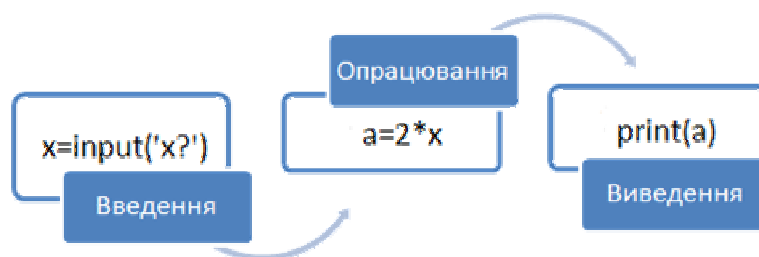 x=input('x?')
Введення
Опрацювання
a=2*x
print(a)
Виведення